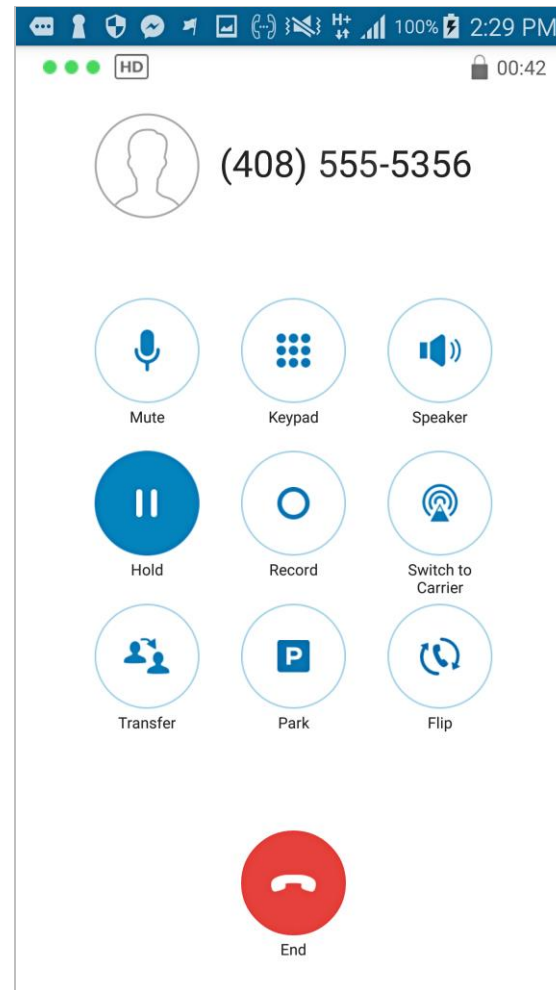 H+ 100% 2:29 PM
HD 00:42
(408) 555-5356
Mute Keypad Speaker
Hold Record Switch to Carrier
Transfer P Park Flip
End